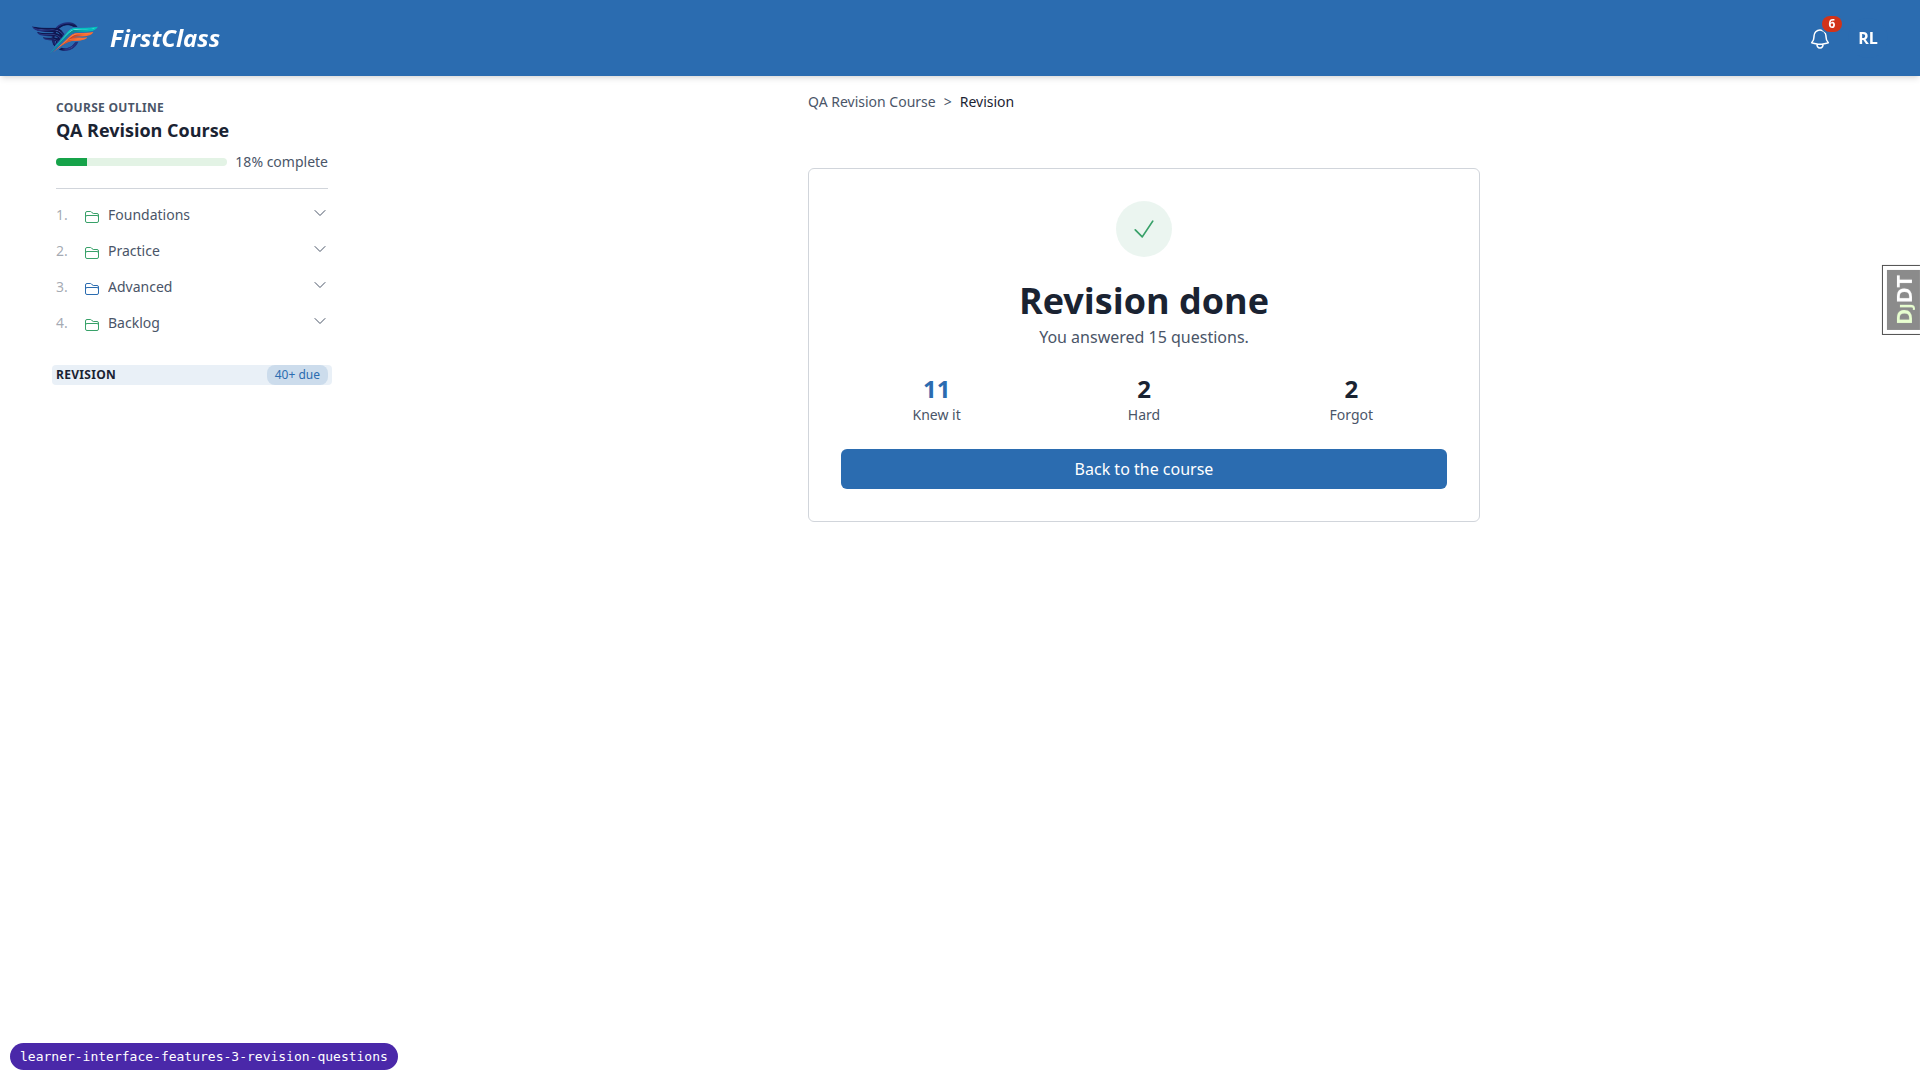 FirstClass
6
RL
COURSE OUTLINE
QA Revision Course
18% complete
1. Foundations
2. Practice
3. Advanced
4. Backlog
REVISION 40+ due
QA Revision Course > Revision
Revision done
You answered 15 questions.
11 2 2
Knew it Hard Forgot
Back to the course
DJDT
learner-interface-features-3-revision-questions